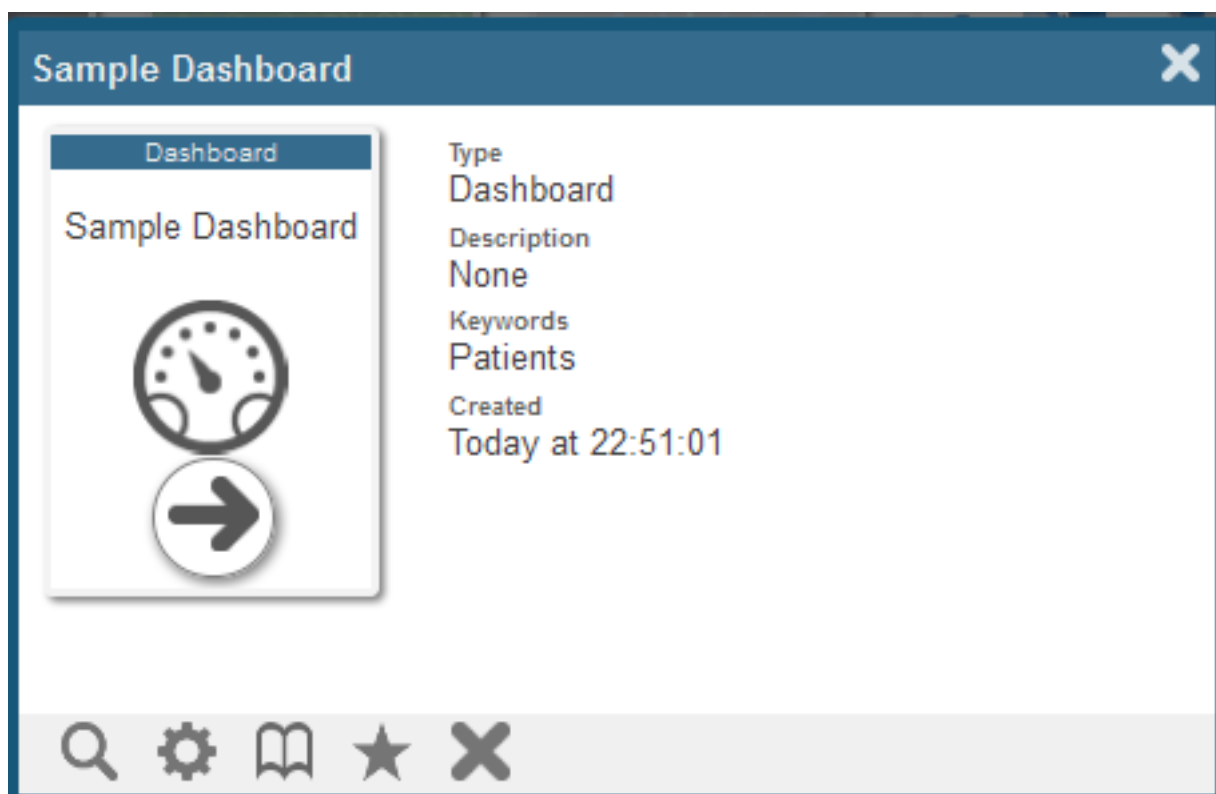 Sample Dashboard
Dashboard
Sample Dashboard
Type
Dashboard
Description
None
Keywords
Patients
Created
Today at 22:51:01